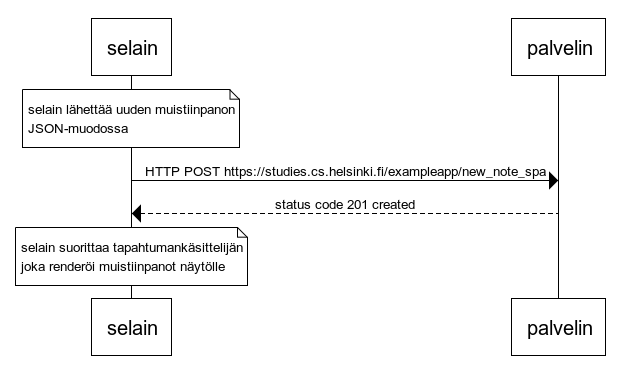 selain
palvelin
selain lähettää uuden muistiinpanon
JSON-muodossa
HTTP POST https://studies.cs.helsinki.fi/exampleapp/new_note_spa
status code 201 created
selain suorittaa tapahtumankäsittelijän
joka renderöi muistiinpanot näytölle
selain
palvelin